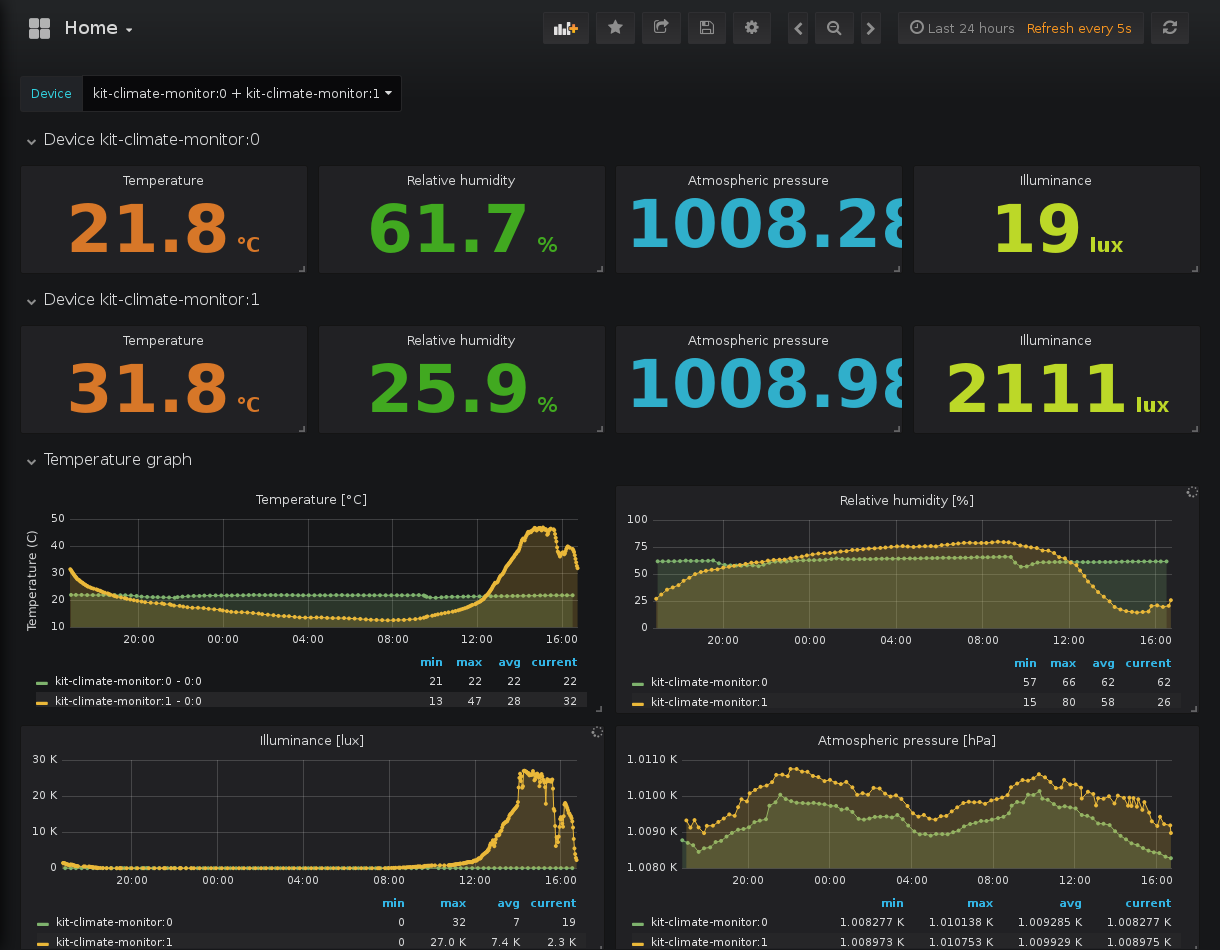 Home
Last 24 hours Refresh every 5s
Device kit-climate-monitor:0 + kit-climate-monitor:1
Device kit-climate-monitor:0
Temperature Relative humidity Atmospheric pressure Illuminance
21.8 °C 61.7 % 1008.28 19 lux
Device kit-climate-monitor:1
Temperature Relative humidity Atmospheric pressure Illuminance
31.8 °C 25.9 % 1008.98 2111 lux
Temperature graph
Temperature [°C]
Temperature (C)
50
40
30
20
10
20:00 00:00 04:00 08:00 12:00 16:00
min max avg current
kit-climate-monitor:0 - 0:0 21 22 22 22
kit-climate-monitor:1 - 0:0 13 47 28 32
Relative humidity [%]
100
75
50
25
0
20:00 00:00 04:00 08:00 12:00 16:00
min max avg current
kit-climate-monitor:0 57 66 62 62
kit-climate-monitor:1 15 80 58 26
Illuminance [lux]
30 K
20 K
10 K
0
20:00 00:00 04:00 08:00 12:00 16:00
min max avg current
kit-climate-monitor:0 0 32 7 19
kit-climate-monitor:1 0 27.0 K 7.4 K 2.3 K
Atmospheric pressure [hPa]
1.0110 K
1.0100 K
1.0090 K
1.0080 K
20:00 00:00 04:00 08:00 12:00 16:00
min max avg current
kit-climate-monitor:0 1.008277 K 1.010138 K 1.009285 K 1.008277 K
kit-climate-monitor:1 1.008973 K 1.010753 K 1.009929 K 1.008975 K